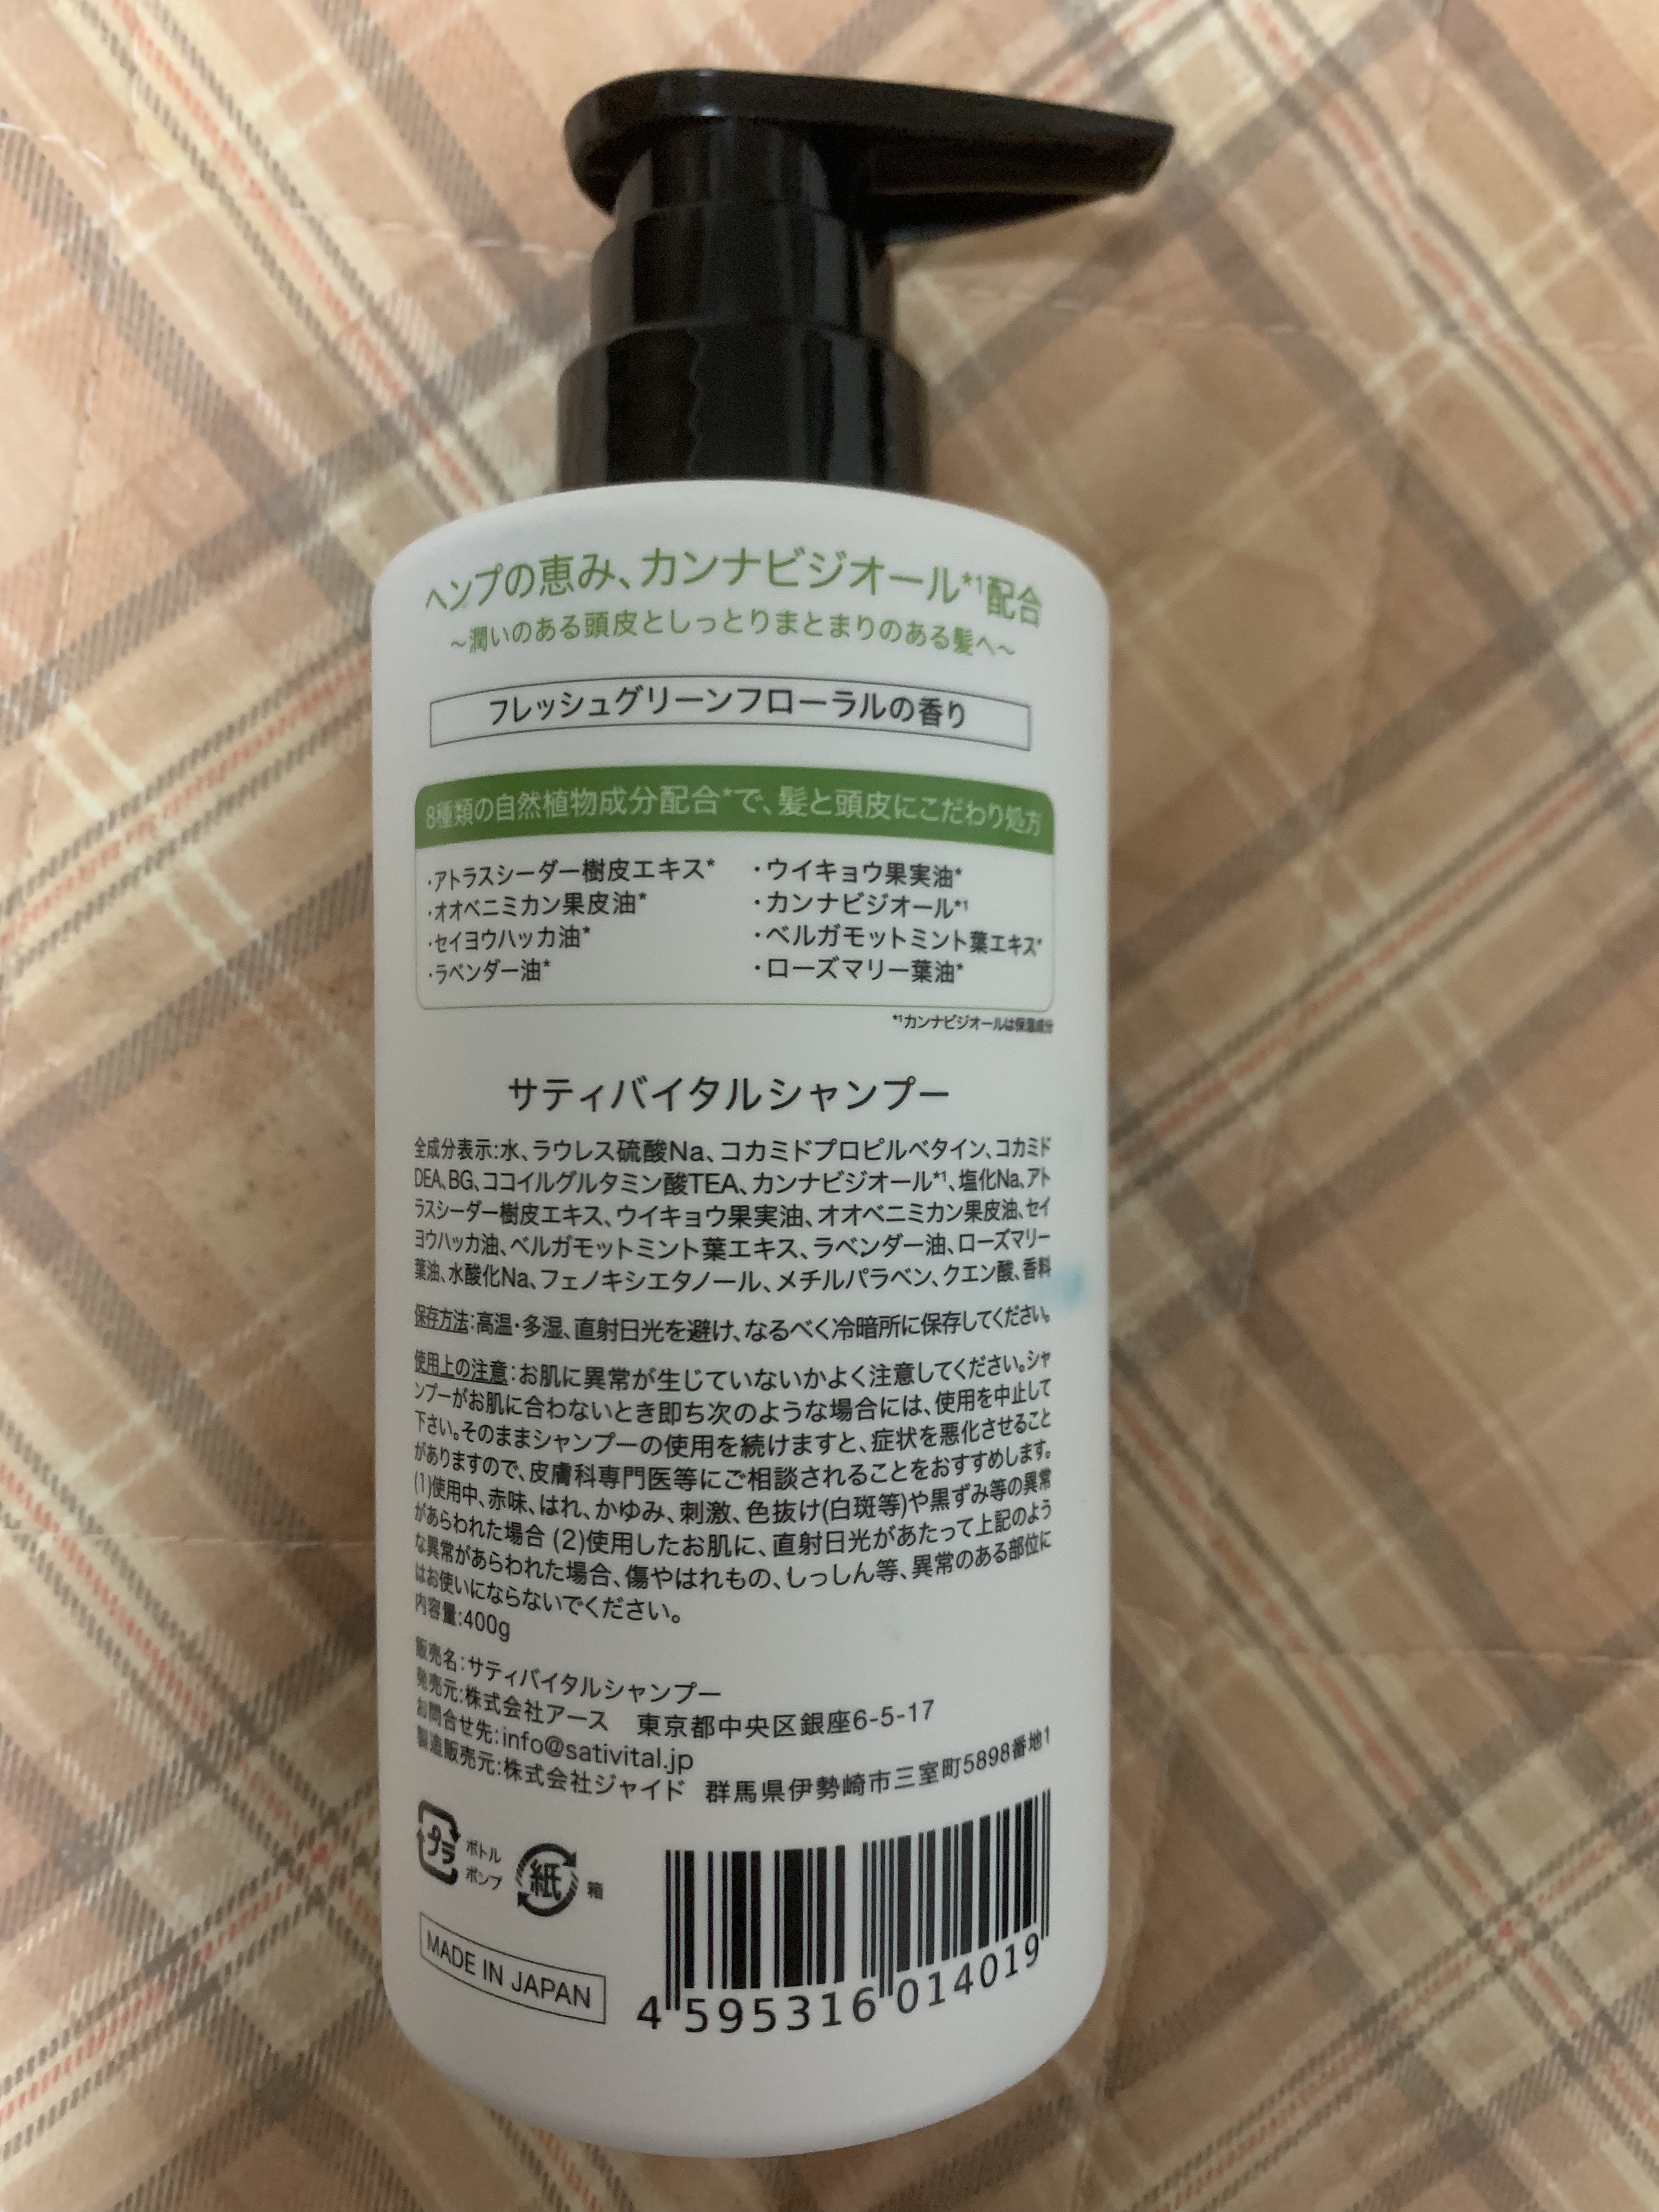 ヘンプの恵み、カンナビジオール*1配合
~潤いのある頭皮としっとりまとまりのある髪へ~
フレッシュグリーンフローラルの香り
8種類の自然植物成分配合*で、髪と頭皮にこだわり処方
・アトラスシーダー樹皮エキス* ・ウイキョウ果実油*
・オオベニミカン果皮油* ・カンナビジオール*1
・セイヨウハッカ油* ・ベルガモットミント葉エキス*
・ラベンダー油* ・ローズマリー葉油*
*1カンナビジオールは保湿成分
サティバイタルシャンプー
全成分表示:水、ラウレス硫酸Na、コカミドプロピルベタイン、コカミド
DEA、BG、ココイルグルタミン酸TEA、カンナビジオール*1、塩化Na、アト
ラスシーダー樹皮エキス、ウイキョウ果実油、オオベニミカン果皮油、セイ
ヨウハッカ油、ベルガモットミント葉エキス、ラベンダー油、ローズマリー
葉油、水酸化Na、フェノキシエタノール、メチルパラベン、クエン酸、香料
保存方法:高温・多湿、直射日光を避け、なるべく冷暗所に保存してください。
使用上の注意:お肌に異常が生じていないかよく注意してください。シャ
ンプーがお肌に合わないとき即ち次のような場合には、使用を中止して
下さい。そのままシャンプーの使用を続けますと、症状を悪化させること
がありますので、皮膚科専門医等にご相談されることをおすすめします。
(1)使用中、赤味、はれ、かゆみ、刺激、色抜け(白斑等)や黒ずみ等の異常
があらわれた場合 (2)使用したお肌に、直射日光があたって上記のよう
な異常があらわれた場合、傷やはれもの、しっしん等、異常のある部位に
はお使いにならないでください。
内容量:400g
販売名:サティバイタルシャンプー
発売元:株式会社アース 東京都中央区銀座6-5-17
お問合せ先:info@sativital.jp
製造販売元:株式会社ジャイド 群馬県伊勢崎市三室町5898番地1
プラ ボトル
ポンプ
紙 箱
MADE IN JAPAN
4 595316 014019